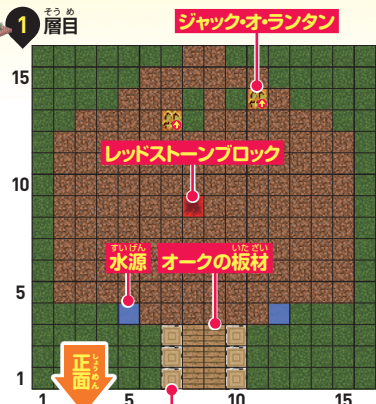 1 層目
そうめ
ジャック・オ・ランタン
15
レッドストーンブロック
10
水源
すいげん
オークの板材
いたざい
5
正面
しょうめん
1
1 5 10 15